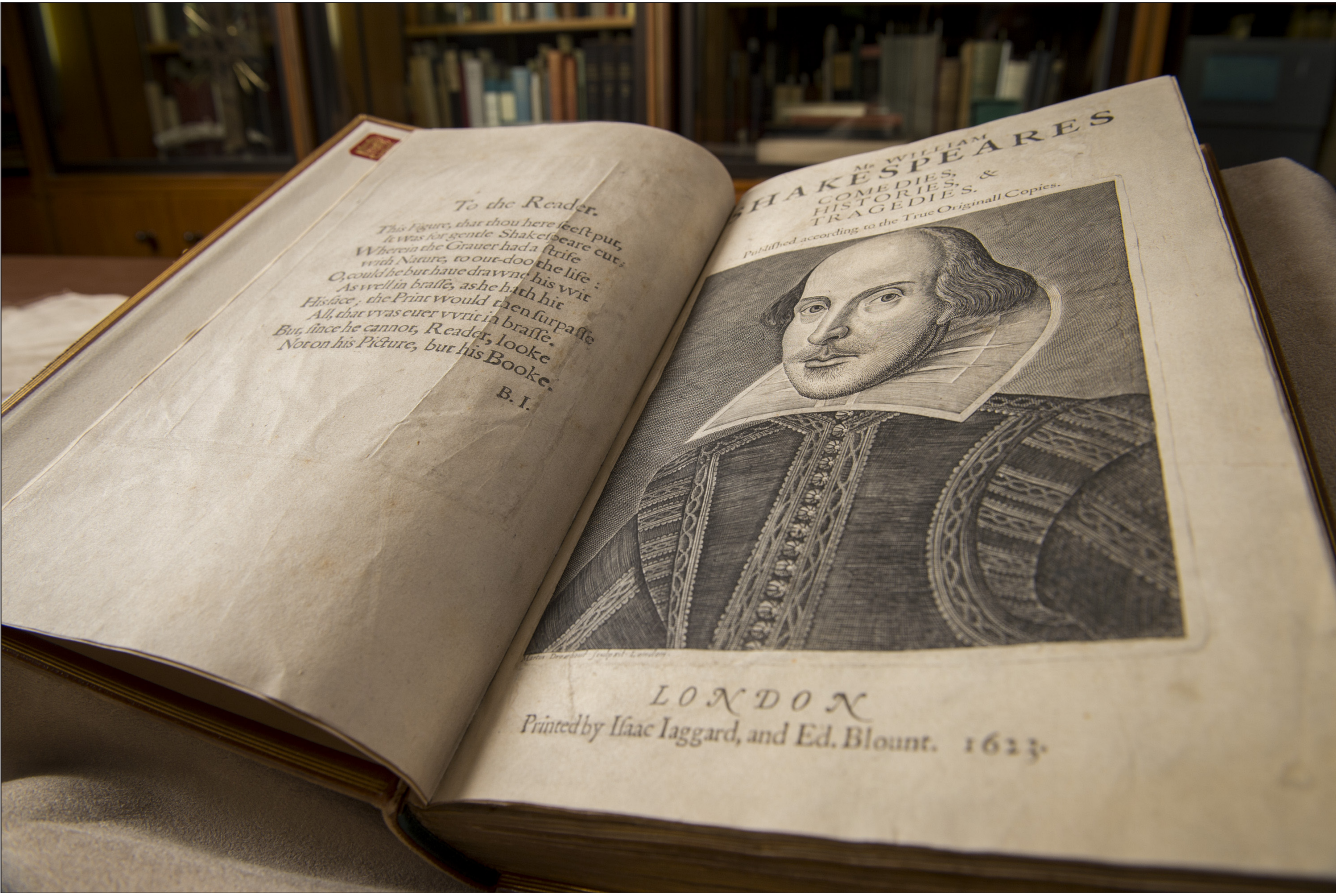 To the Reader.
This Figure, that thou here ſeeſt put,
It was for gentle Shakeſpeare cut;
Wherein the Grauer had a ſtrife
with Nature, to out-doo the life :
O, could he but haue dravvne his vvit
As well in braſſe, as he hath hit
His face ; the Print would then ſurpaſſe
All, that vvas euer vvrit in braſſe.
But, ſince he cannot, Reader, looke
Not on his Picture, but his Booke.
B. I.
Mr. WILLIAM
SHAKESPEARES
COMEDIES,
HISTORIES, &
TRAGEDIES.
Publiſhed according to the True Originall Copies.
London.
LONDON
Printed by Iſaac Iaggard, and Ed. Blount. 1623.